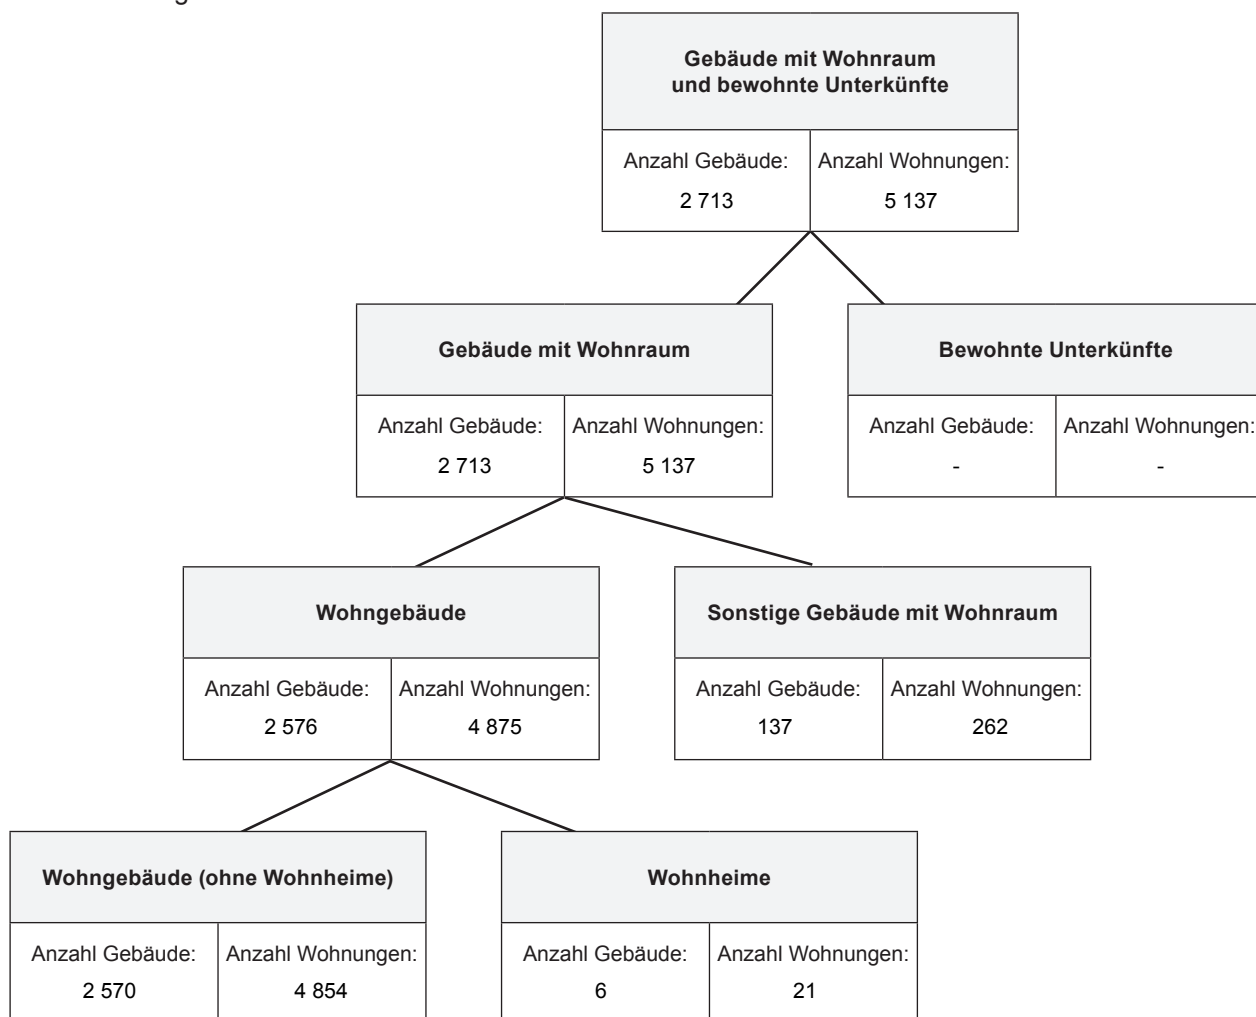 Gebäude mit Wohnraum
und bewohnte Unterkünfte
Anzahl Gebäude: Anzahl Wohnungen:
2 713 5 137
Gebäude mit Wohnraum
Anzahl Gebäude: Anzahl Wohnungen:
2 713 5 137
Bewohnte Unterkünfte
Anzahl Gebäude: Anzahl Wohnungen:
- -
Wohngebäude
Anzahl Gebäude: Anzahl Wohnungen:
2 576 4 875
Sonstige Gebäude mit Wohnraum
Anzahl Gebäude: Anzahl Wohnungen:
137 262
Wohngebäude (ohne Wohnheime)
Anzahl Gebäude: Anzahl Wohnungen:
2 570 4 854
Wohnheime
Anzahl Gebäude: Anzahl Wohnungen:
6 21